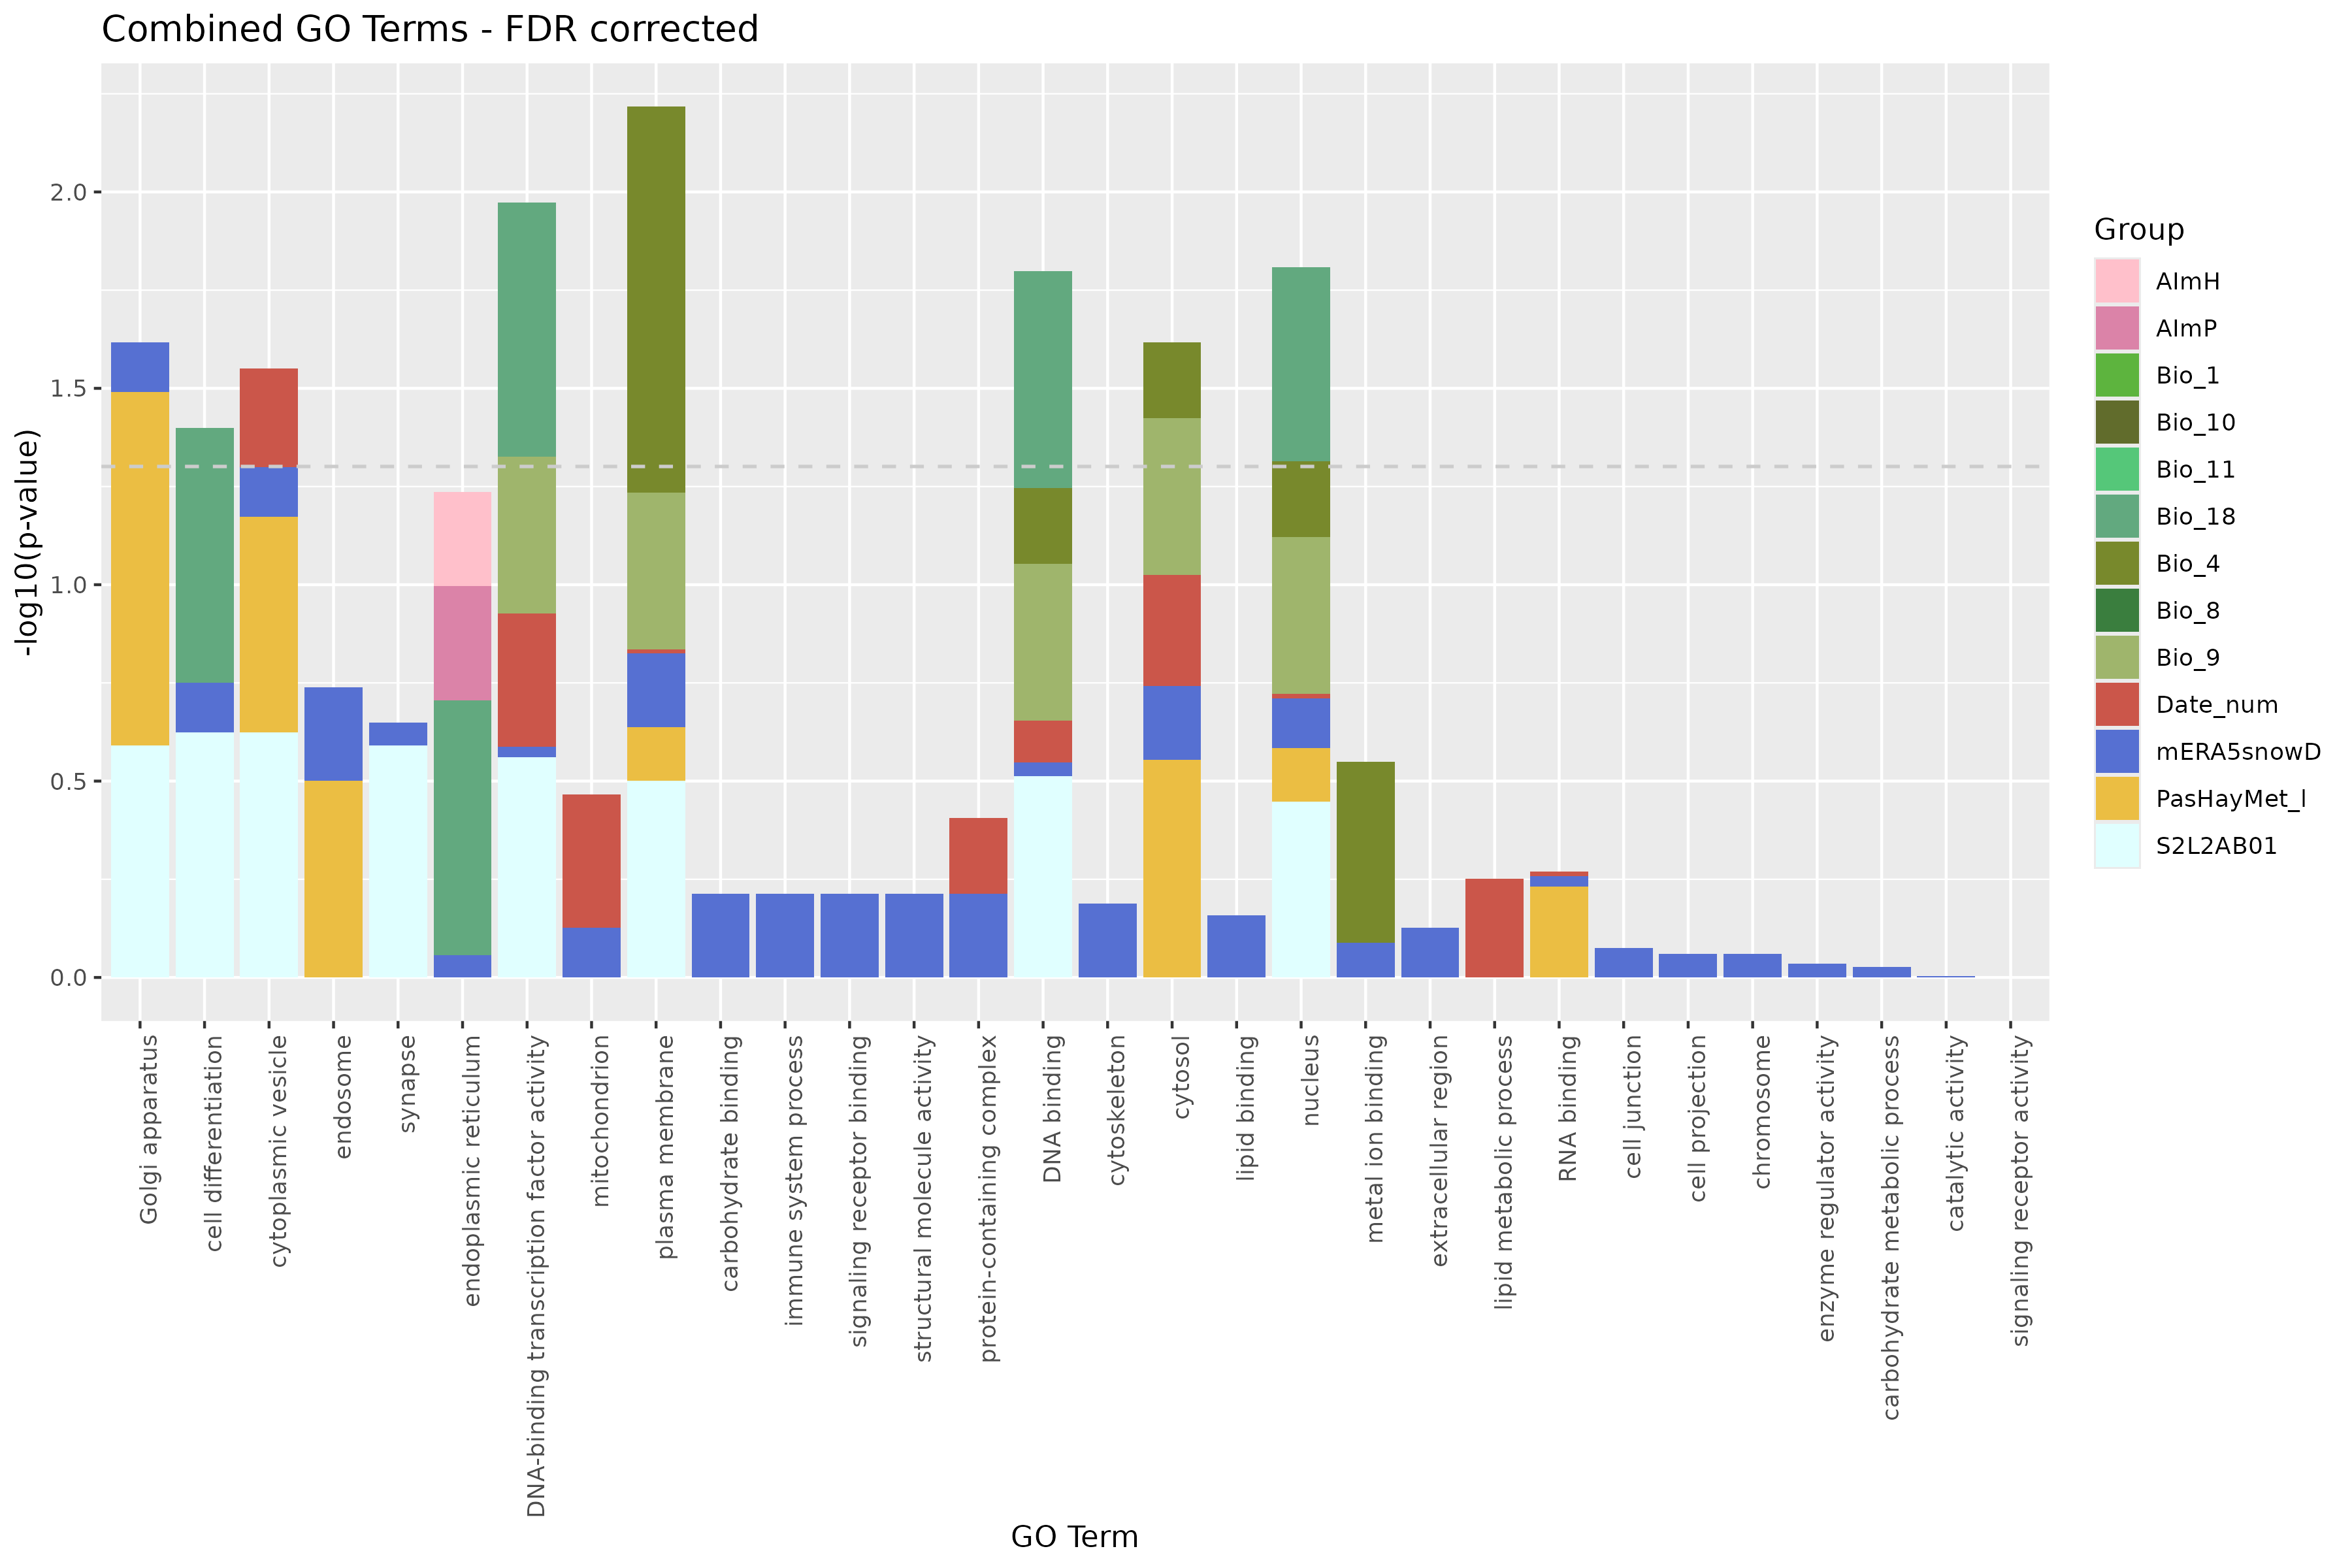 Combined GO Terms - FDR corrected
-log10(p-value)
2.0
1.5
1.0
0.5
0.0
Golgi apparatus
cell differentiation
cytoplasmic vesicle
endosome
synapse
endoplasmic reticulum
DNA-binding transcription factor activity
mitochondrion
plasma membrane
carbohydrate binding
immune system process
signaling receptor binding
structural molecule activity
protein-containing complex
DNA binding
cytoskeleton
cytosol
lipid binding
nucleus
metal ion binding
extracellular region
lipid metabolic process
RNA binding
cell junction
cell projection
chromosome
enzyme regulator activity
carbohydrate metabolic process
catalytic activity
signaling receptor activity
GO Term
Group
AImH
AImP
Bio_1
Bio_10
Bio_11
Bio_18
Bio_4
Bio_8
Bio_9
Date_num
mERA5snowD
PasHayMet_l
S2L2AB01